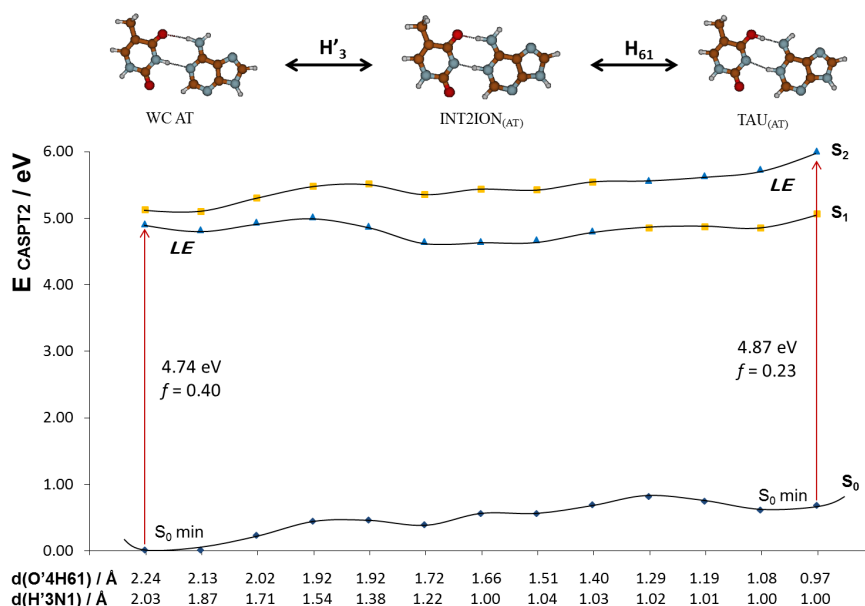 H'3
H61
WC AT
INT2ION(AT)
TAU(AT)
E CASPT2 / eV
6.00
5.00
4.00
3.00
2.00
1.00
0.00
S2
LE
S1
LE
4.74 eV
f = 0.40
4.87 eV
f = 0.23
S0 min
S0 min
S0
d(O'4H61) / Å 2.24 2.13 2.02 1.92 1.92 1.72 1.66 1.51 1.40 1.29 1.19 1.08 0.97
d(H'3N1) / Å 2.03 1.87 1.71 1.54 1.38 1.22 1.00 1.04 1.03 1.02 1.01 1.00 1.00